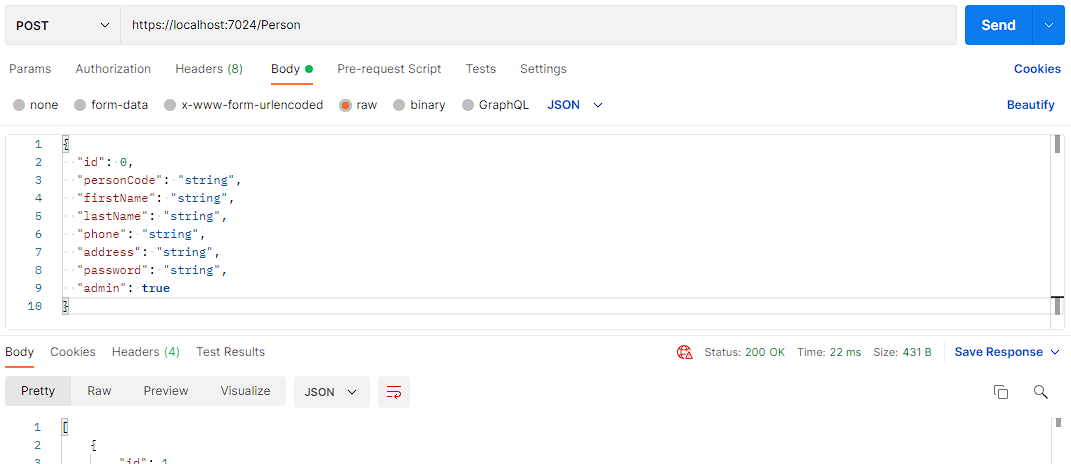 POST https://localhost:7024/Person Send
Params Authorization Headers (8) Body Pre-request Script Tests Settings Cookies
none form-data x-www-form-urlencoded raw binary GraphQL JSON Beautify
1 {
2 "id": 0,
3 "personCode": "string",
4 "firstName": "string",
5 "lastName": "string",
6 "phone": "string",
7 "address": "string",
8 "password": "string",
9 "admin": true
10 }
Body Cookies Headers (4) Test Results Status: 200 OK Time: 22 ms Size: 431 B Save Response
Pretty Raw Preview Visualize JSON
1 [
2 {
3 "id": 1